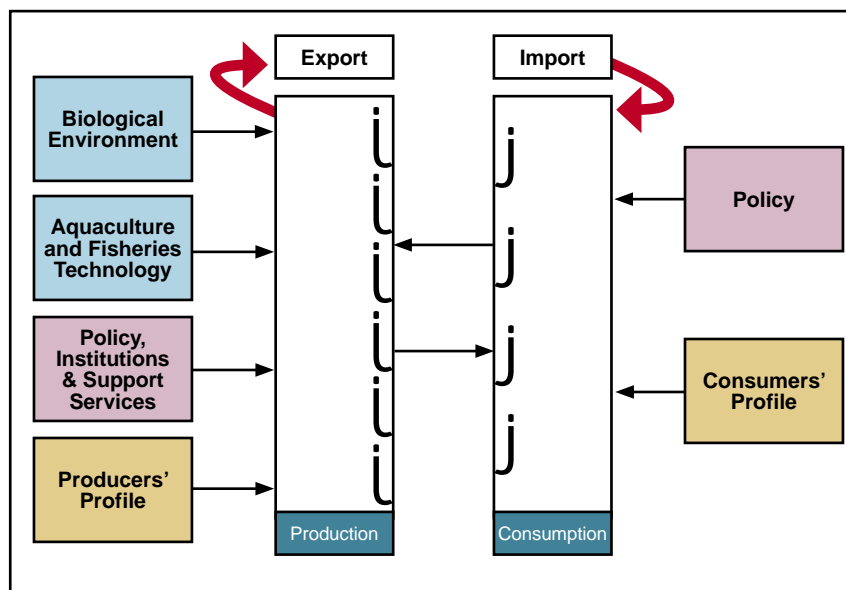 Export
Import
Biological
Environment
Aquaculture
and Fisheries
Technology
Policy,
Institutions
& Support
Services
Producers’
Profile
Policy
Consumers’
Profile
Production
Consumption